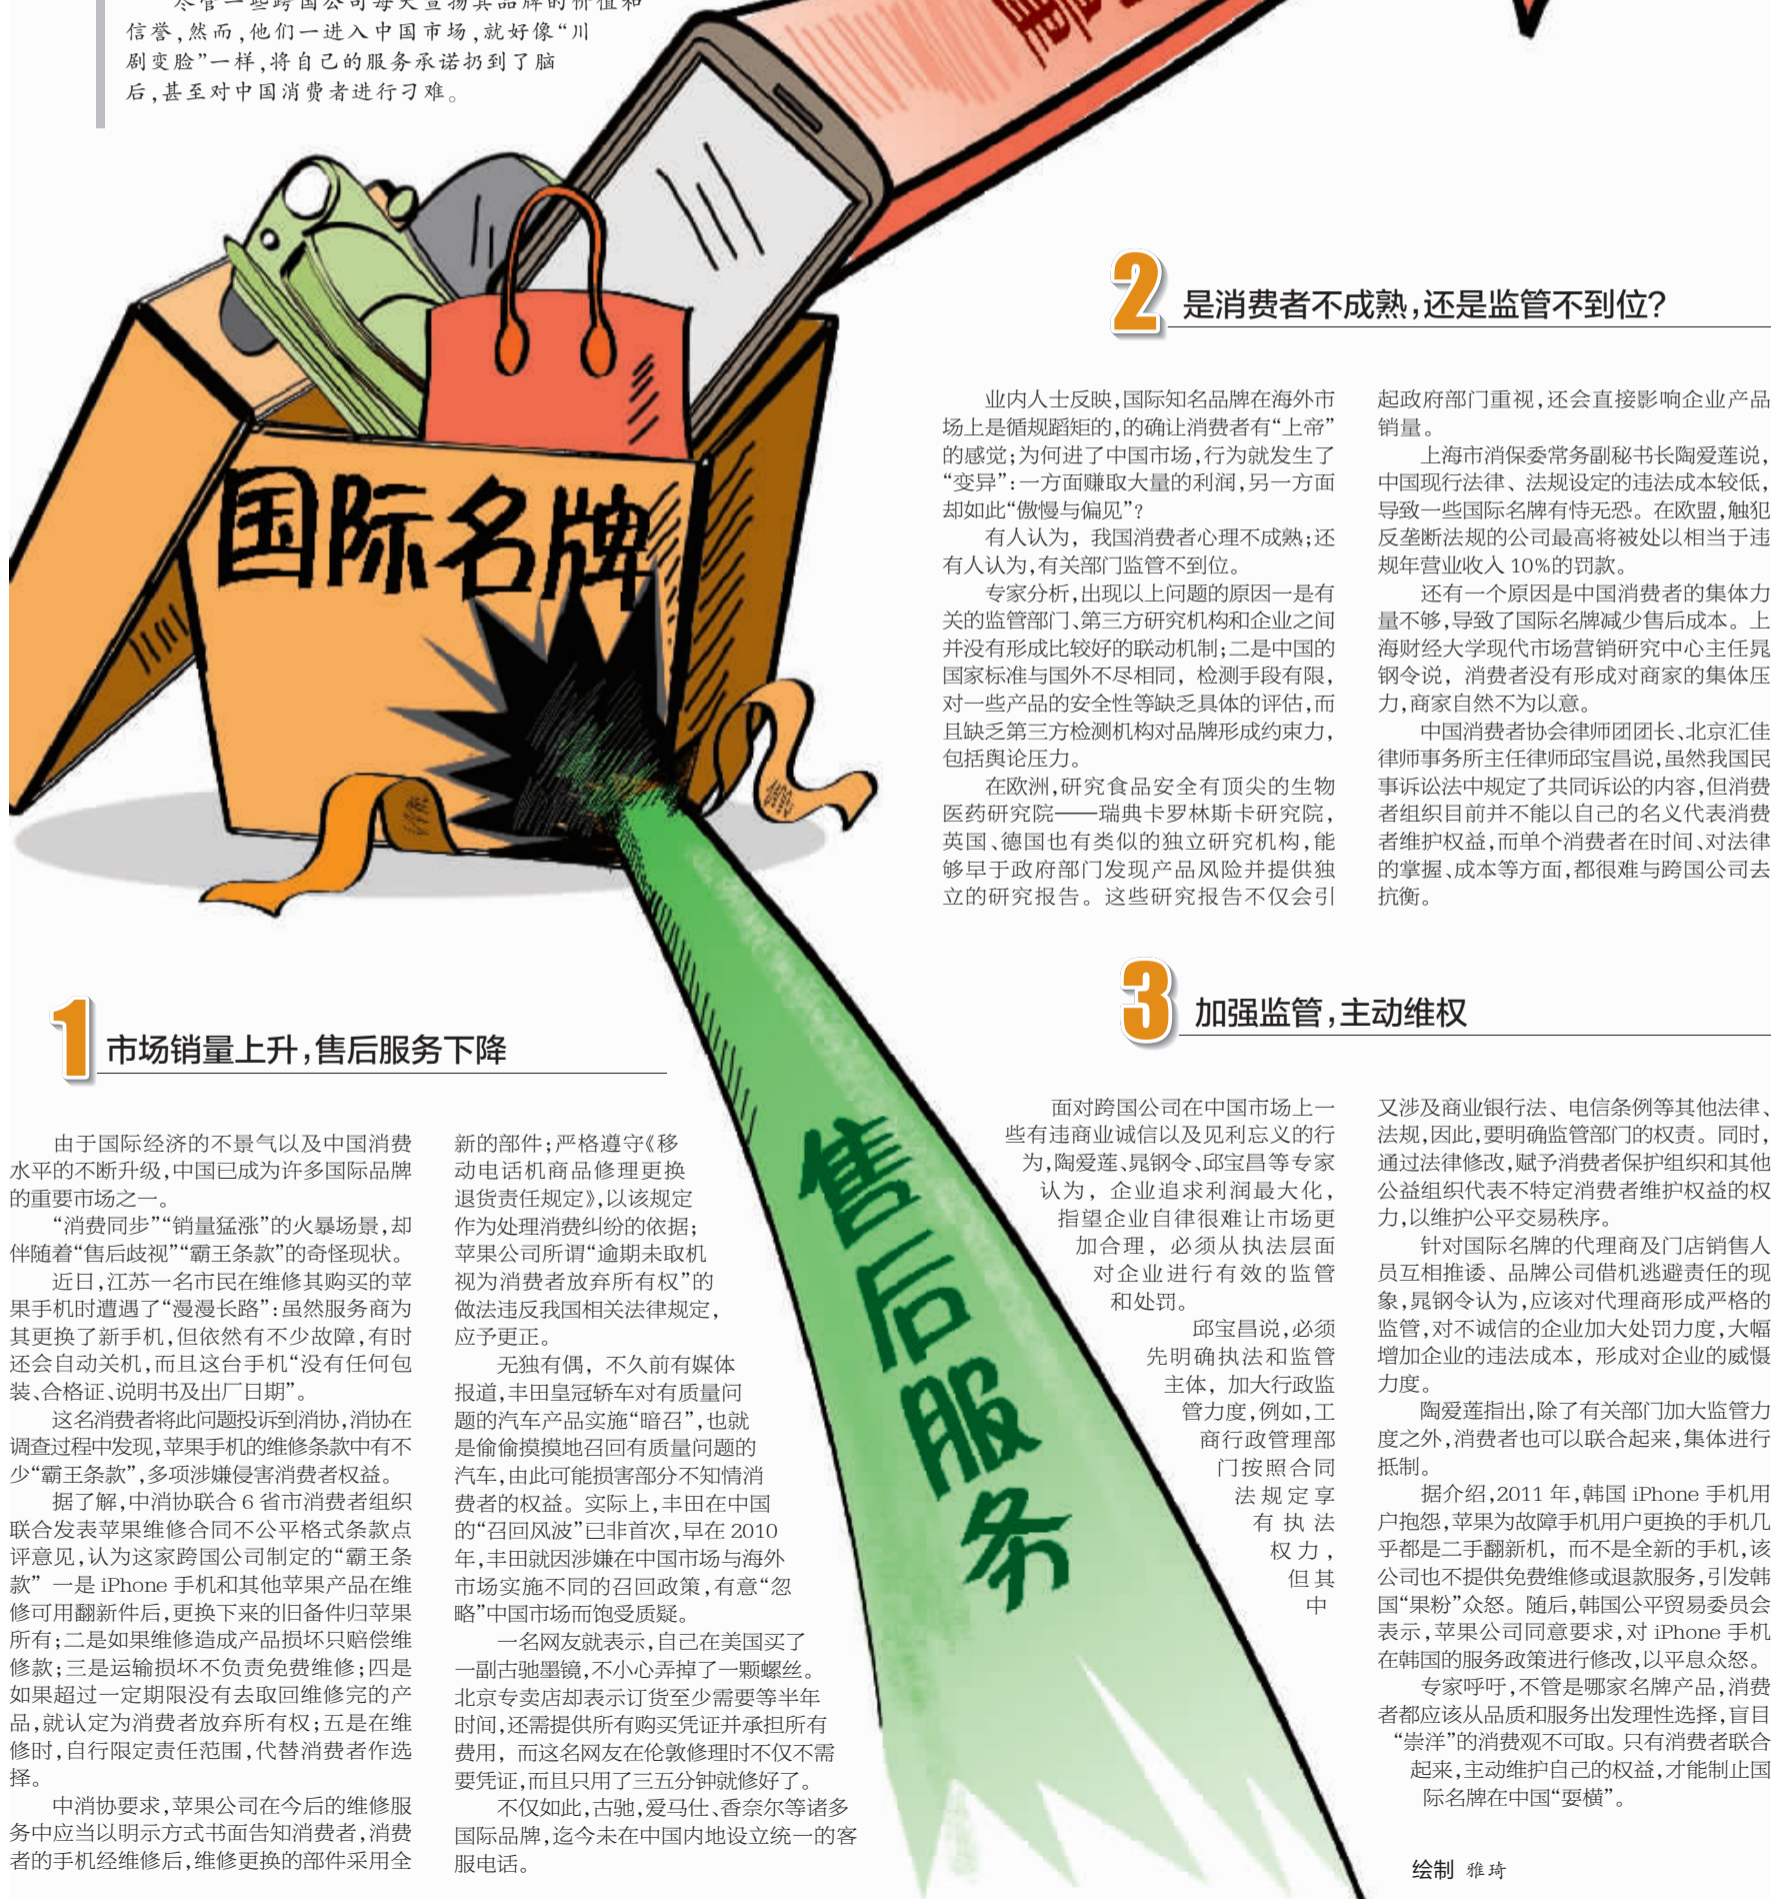 尽管一些跨国公司每天宣扬其品牌的价值和
信誉,然而,他们一进入中国市场,就好像“川
剧变脸”一样,将自己的服务承诺扔到了脑
后,甚至对中国消费者进行刁难。
国际名牌
售后服务
1 市场销量上升,售后服务下降
由于国际经济的不景气以及中国消费
水平的不断升级,中国已成为许多国际品牌
的重要市场之一。
“消费同步”“销量猛涨”的火暴场景,却
伴随着“售后歧视”“霸王条款”的奇怪现状。
近日,江苏一名市民在维修其购买的苹
果手机时遭遇了“漫漫长路”:虽然服务商为
其更换了新手机,但依然有不少故障,有时
还会自动关机,而且这台手机“没有任何包
装、合格证、说明书及出厂日期”。
这名消费者将此问题投诉到消协,消协在
调查过程中发现,苹果手机的维修条款中有不
少“霸王条款”,多项涉嫌侵害消费者权益。
据了解,中消协联合 6 省市消费者组织
联合发表苹果维修合同不公平格式条款点
评意见,认为这家跨国公司制定的“霸王条
款”一是 iPhone 手机和其他苹果产品在维
修可用翻新件后,更换下来的旧备件归苹果
所有;二是如果维修造成产品损坏只赔偿维
修款;三是运输损坏不负责免费维修;四是
如果超过一定期限没有去取回维修完的产
品,就认定为消费者放弃所有权;五是在维
修时,自行限定责任范围,代替消费者作选
择。
中消协要求,苹果公司在今后的维修服
务中应当以明示方式书面告知消费者,消费
者的手机经维修后,维修更换的部件采用全
新的部件;严格遵守《移
动电话机商品修理更换
退货责任规定》,以该规定
作为处理消费纠纷的依据;
苹果公司所谓“逾期未取机
视为消费者放弃所有权”的
做法违反我国相关法律规定,
应予更正。
无独有偶,不久前有媒体
报道,丰田皇冠轿车对有质量问
题的汽车产品实施“暗召”,也就
是偷偷摸摸地召回有质量问题的
汽车,由此可能损害部分不知情消
费者的权益。实际上,丰田在中国
的“召回风波”已非首次,早在 2010
年,丰田就因涉嫌在中国市场与海外
市场实施不同的召回政策,有意“忽
略”中国市场而饱受质疑。
一名网友就表示,自己在美国买了
一副古驰墨镜,不小心弄掉了一颗螺丝。
北京专卖店却表示订货至少需要等半年
时间,还需提供所有购买凭证并承担所有
费用,而这名网友在伦敦修理时不仅不需
要凭证,而且只用了三五分钟就修好了。
不仅如此,古驰,爱马仕、香奈尔等诸多
国际品牌,迄今未在中国内地设立统一的客
服电话。
2 是消费者不成熟,还是监管不到位?
业内人士反映,国际知名品牌在海外市
场上是循规蹈矩的,的确让消费者有“上帝”
的感觉;为何进了中国市场,行为就发生了
“变异”:一方面赚取大量的利润,另一方面
却如此“傲慢与偏见”?
有人认为,我国消费者心理不成熟;还
有人认为,有关部门监管不到位。
专家分析,出现以上问题的原因一是有
关的监管部门、第三方研究机构和企业之间
并没有形成比较好的联动机制;二是中国的
国家标准与国外不尽相同,检测手段有限,
对一些产品的安全性等缺乏具体的评估,而
且缺乏第三方检测机构对品牌形成约束力,
包括舆论压力。
在欧洲,研究食品安全有顶尖的生物
医药研究院——瑞典卡罗林斯卡研究院,
英国、德国也有类似的独立研究机构,能
够早于政府部门发现产品风险并提供独
立的研究报告。这些研究报告不仅会引
起政府部门重视,还会直接影响企业产品
销量。
上海市消保委常务副秘书长陶爱莲说,
中国现行法律、法规设定的违法成本较低,
导致一些国际名牌有恃无恐。在欧盟,触犯
反垄断法规的公司最高将被处以相当于违
规年营业收入 10%的罚款。
还有一个原因是中国消费者的集体力
量不够,导致了国际名牌减少售后成本。上
海财经大学现代市场营销研究中心主任晁
钢令说,消费者没有形成对商家的集体压
力,商家自然不为以意。
中国消费者协会律师团团长、北京汇佳
律师事务所主任律师邱宝昌说,虽然我国民
事诉讼法中规定了共同诉讼的内容,但消费
者组织目前并不能以自己的名义代表消费
者维护权益,而单个消费者在时间、对法律
的掌握、成本等方面,都很难与跨国公司去
抗衡。
3 加强监管,主动维权
面对跨国公司在中国市场上一
些有违商业诚信以及见利忘义的行
为,陶爱莲、晁钢令、邱宝昌等专家
认为,企业追求利润最大化,
指望企业自律很难让市场更
加合理,必须从执法层面
对企业进行有效的监管
和处罚。
邱宝昌说,必须
先明确执法和监管
主体,加大行政监
管力度,例如,工
商行政管理部
门按照合同
法规定享
有执法
权力,
但其
中
又涉及商业银行法、电信条例等其他法律、
法规,因此,要明确监管部门的权责。同时,
通过法律修改,赋予消费者保护组织和其他
公益组织代表不特定消费者维护权益的权
力,以维护公平交易秩序。
针对国际名牌的代理商及门店销售人
员互相推诿、品牌公司借机逃避责任的现
象,晁钢令认为,应该对代理商形成严格的
监管,对不诚信的企业加大处罚力度,大幅
增加企业的违法成本,形成对企业的威慑
力度。
陶爱莲指出,除了有关部门加大监管力
度之外,消费者也可以联合起来,集体进行
抵制。
据介绍,2011 年,韩国 iPhone 手机用
户抱怨,苹果为故障手机用户更换的手机几
乎都是二手翻新机,而不是全新的手机,该
公司也不提供免费维修或退款服务,引发韩
国“果粉”众怒。随后,韩国公平贸易委员会
表示,苹果公司同意要求,对 iPhone 手机
在韩国的服务政策进行修改,以平息众怒。
专家呼吁,不管是哪家名牌产品,消费
者都应该从品质和服务出发理性选择,盲目
“崇洋”的消费观不可取。只有消费者联合
起来,主动维护自己的权益,才能制止国
际名牌在中国“耍横”。
绘制 雅琦